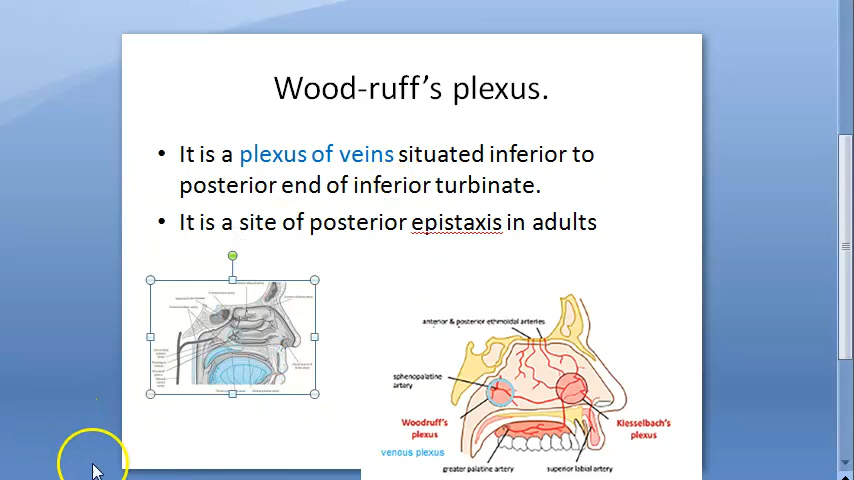 Wood-ruff's plexus.
• It is a plexus of veins situated inferior to
posterior end of inferior turbinate.
• It is a site of posterior epistaxis in adults
anterior & posterior ethmoidal arteries
sphenopalatine
artery
Woodruff's
plexus
venous plexus
Kiesselbach's
plexus
greater palatine artery
superior labial artery